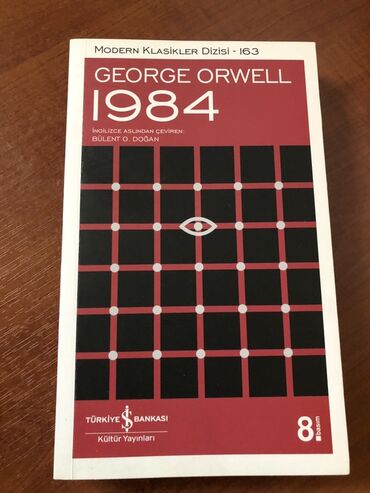 MODERN KLASİKLER DİZİSİ - 163
GEORGE ORWELL
1984
İNGİLİZCE ASLINDAN ÇEVİREN:
BÜLENT O. DOĞAN
TÜRKİYE İŞ BANKASI
Kültür Yayınları
8.basım